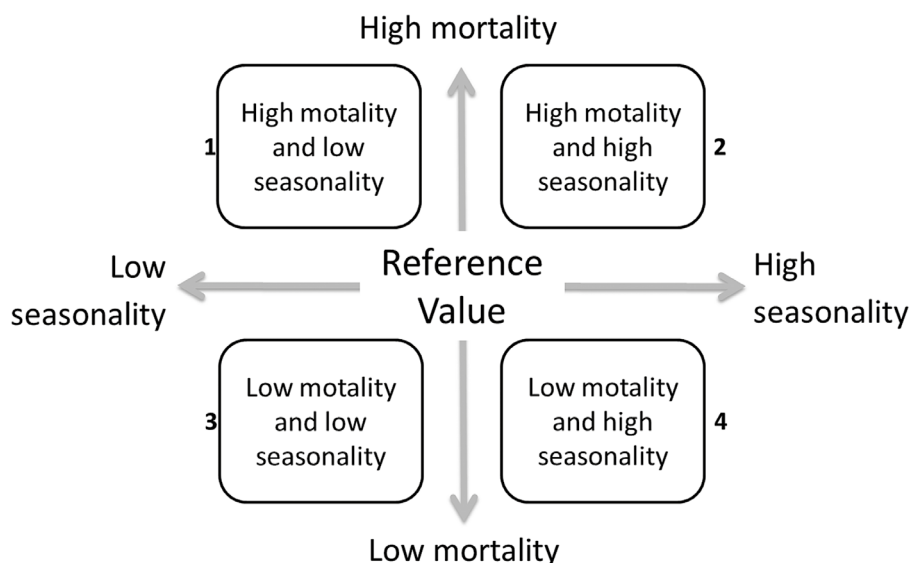 High mortality
1
High motality
and low
seasonality
High motality
and high
seasonality
2
Low
seasonality
Reference
Value
High
seasonality
3
Low motality
and low
seasonality
Low motality
and high
seasonality
4
Low mortality